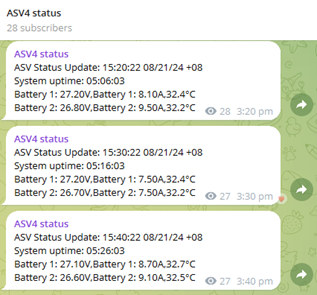 ASV4 status
28 subscribers
ASV4 status
ASV Status Update: 15:20:22 08/21/24 +08
System uptime: 05:06:03
Battery 1: 27.20V,Battery 1: 8.10A,32.4°C
Battery 2: 26.80V,Battery 2: 9.50A,32.2°C
28 3:20 pm
ASV4 status
ASV Status Update: 15:30:22 08/21/24 +08
System uptime: 05:16:03
Battery 1: 27.20V,Battery 1: 7.50A,32.4°C
Battery 2: 26.70V,Battery 2: 7.50A,32.2°C
27 3:30 pm
ASV4 status
ASV Status Update: 15:40:22 08/21/24 +08
System uptime: 05:26:03
Battery 1: 27.10V,Battery 1: 8.70A,32.7°C
Battery 2: 26.60V,Battery 2: 9.10A,32.5°C
27 3:40 pm